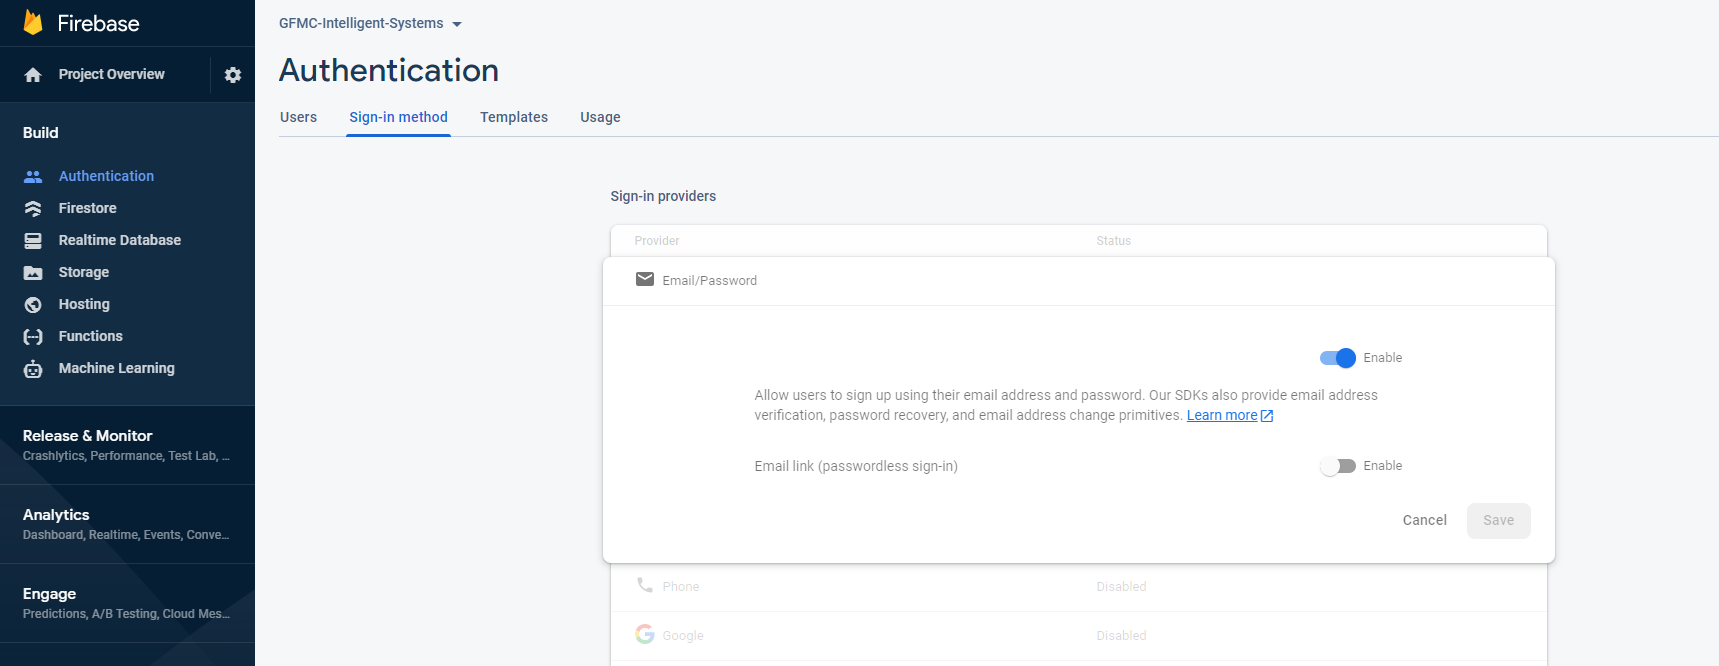 Firebase
Project Overview
Build
Authentication
Firestore
Realtime Database
Storage
Hosting
Functions
Machine Learning
Release & Monitor
Crashlytics, Performance, Test Lab, ...
Analytics
Dashboard, Realtime, Events, Conve...
Engage
Predictions, A/B Testing, Cloud Mes...
GFMC-Intelligent-Systems
Authentication
Users Sign-in method Templates Usage
Sign-in providers
Provider Status
Email/Password
Enable
Allow users to sign up using their email address and password. Our SDKs also provide email address
verification, password recovery, and email address change primitives. Learn more
Email link (passwordless sign-in) Enable
Cancel Save
Phone Disabled
Google Disabled